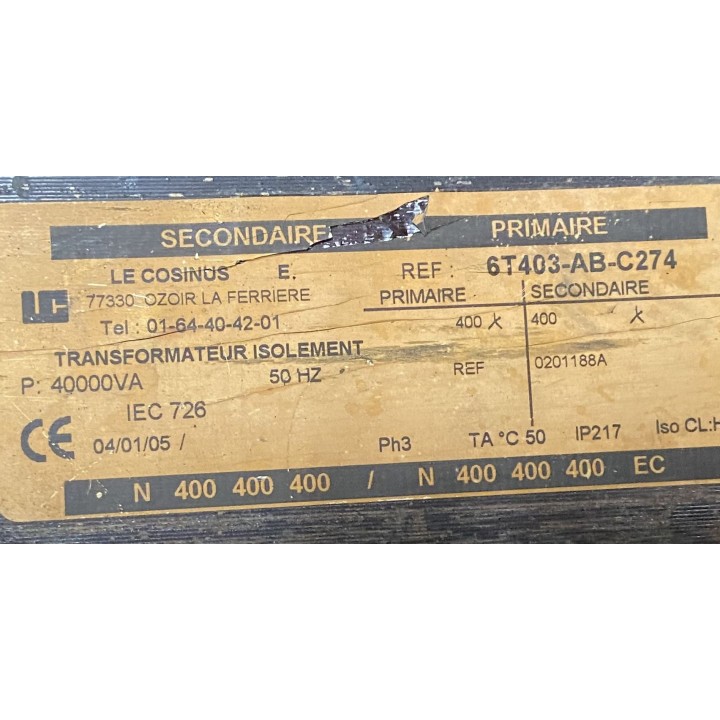 SECONDAIRE PRIMAIRE
LC
LE COSINUS E.
77330 OZOIR LA FERRIERE
Tel : 01-64-40-42-01
REF : 6T403-AB-C274
PRIMAIRE SECONDAIRE
400 400
TRANSFORMATEUR ISOLEMENT
P: 40000VA 50 HZ
REF 0201188A
IEC 726
CE
04/01/05 / Ph3 TA °C 50 IP217 Iso CL:H
. N 400 400 400 / N 400 400 400 EC